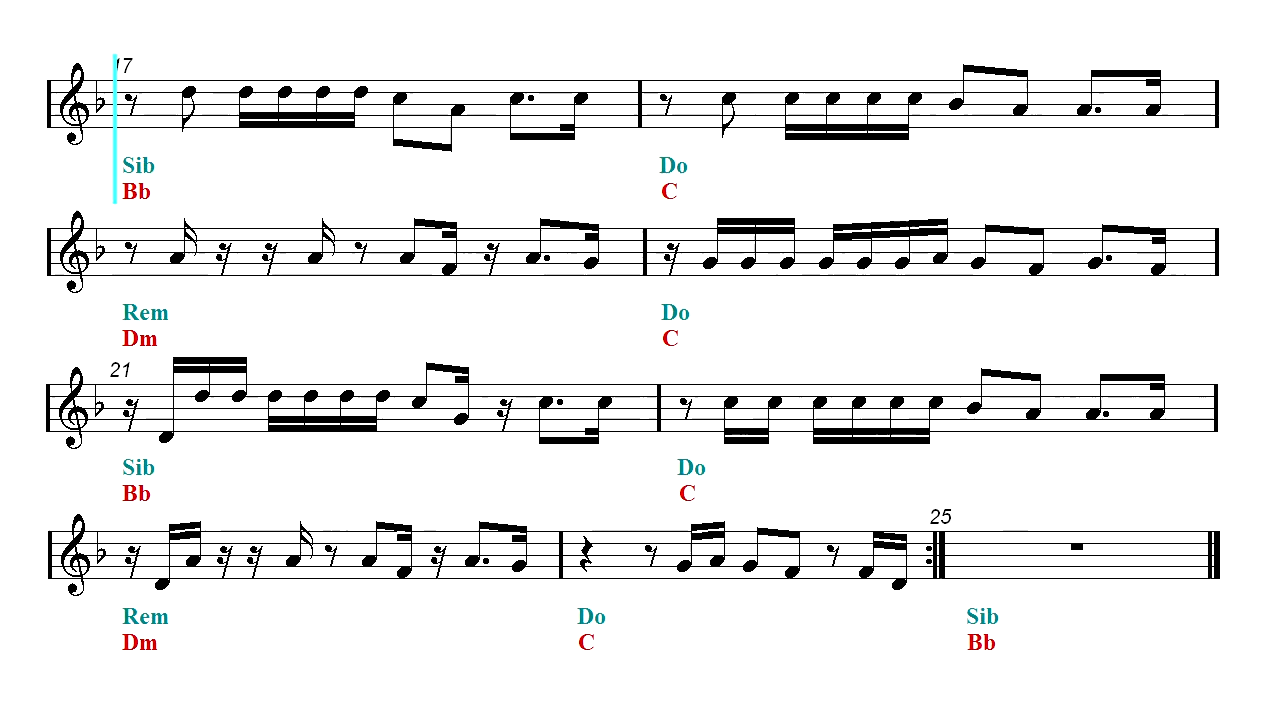 17
Sib Do
Bb C
Rem Do
Dm C
21
Sib Do
Bb C
25
Rem Do Sib
Dm C Bb